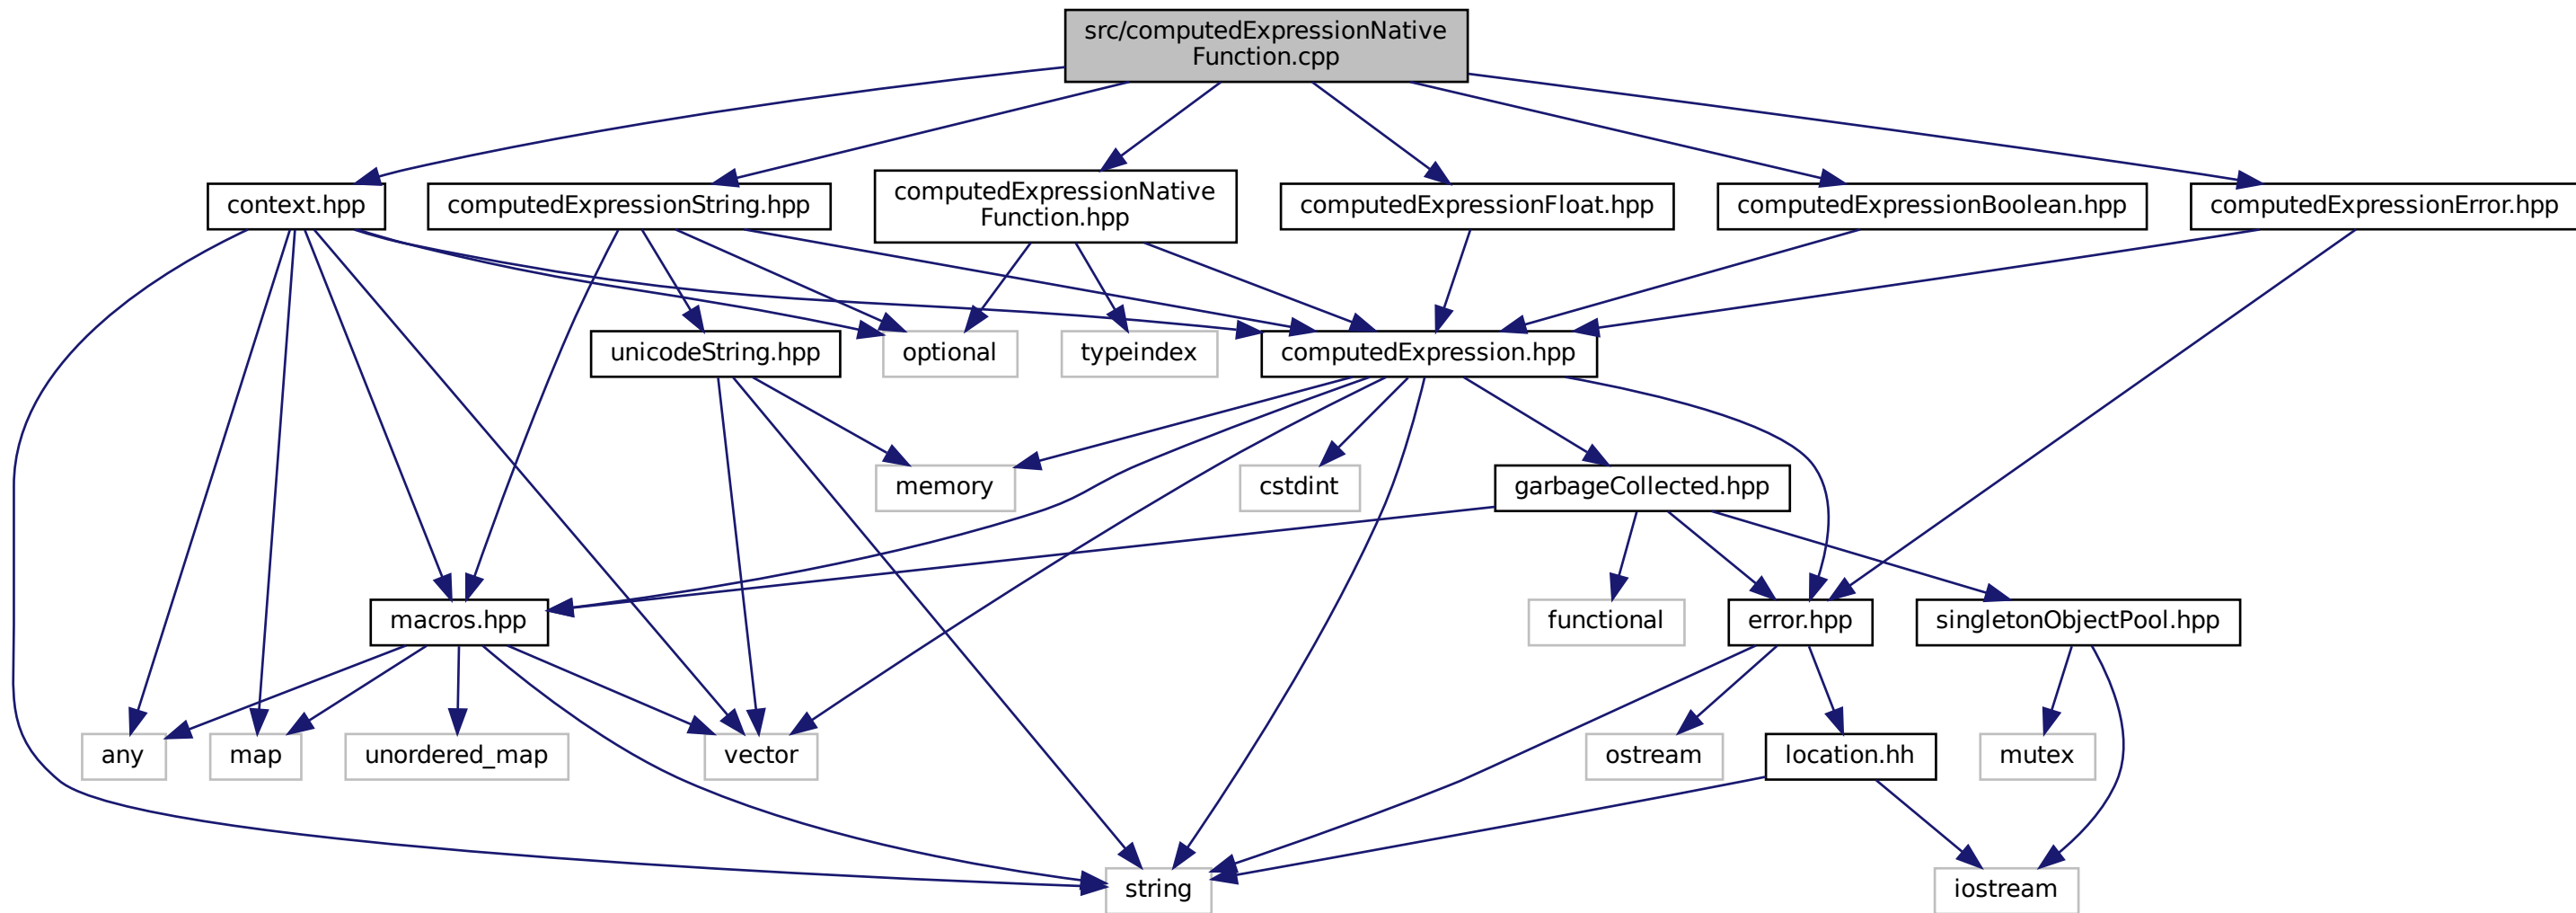 src/computedExpressionNative
Function.cpp
context.hpp
computedExpressionString.hpp
computedExpressionNative
Function.hpp
computedExpressionFloat.hpp
computedExpressionBoolean.hpp
computedExpressionError.hpp
unicodeString.hpp
optional
typeindex
computedExpression.hpp
memory
cstdint
garbageCollected.hpp
macros.hpp
functional
error.hpp
singletonObjectPool.hpp
any
map
unordered_map
vector
ostream
location.hh
mutex
string
iostream